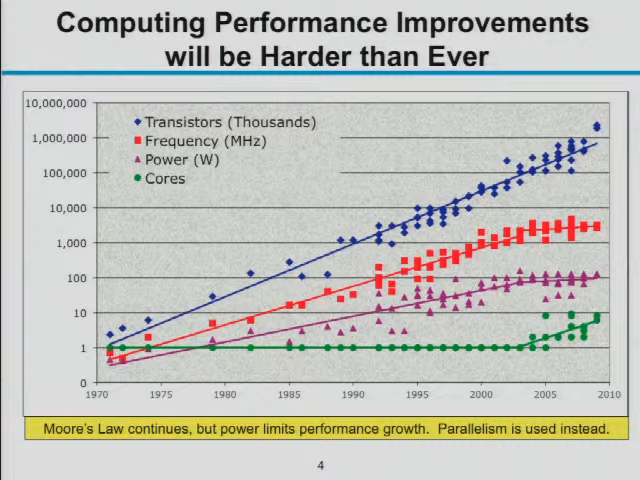 Computing Performance Improvements
will be Harder than Ever
10,000,000
1,000,000
100,000
10,000
1,000
100
10
1
0
Transistors (Thousands)
Frequency (MHz)
Power (W)
Cores
1970 1975 1980 1985 1990 1995 2000 2005 2010
Moore's Law continues, but power limits performance growth. Parallelism is used instead.
4